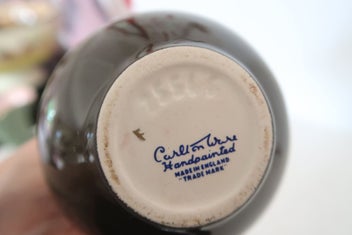 Carlton Ware
Handpainted
MADE IN ENGLAND
"TRADE MARK"